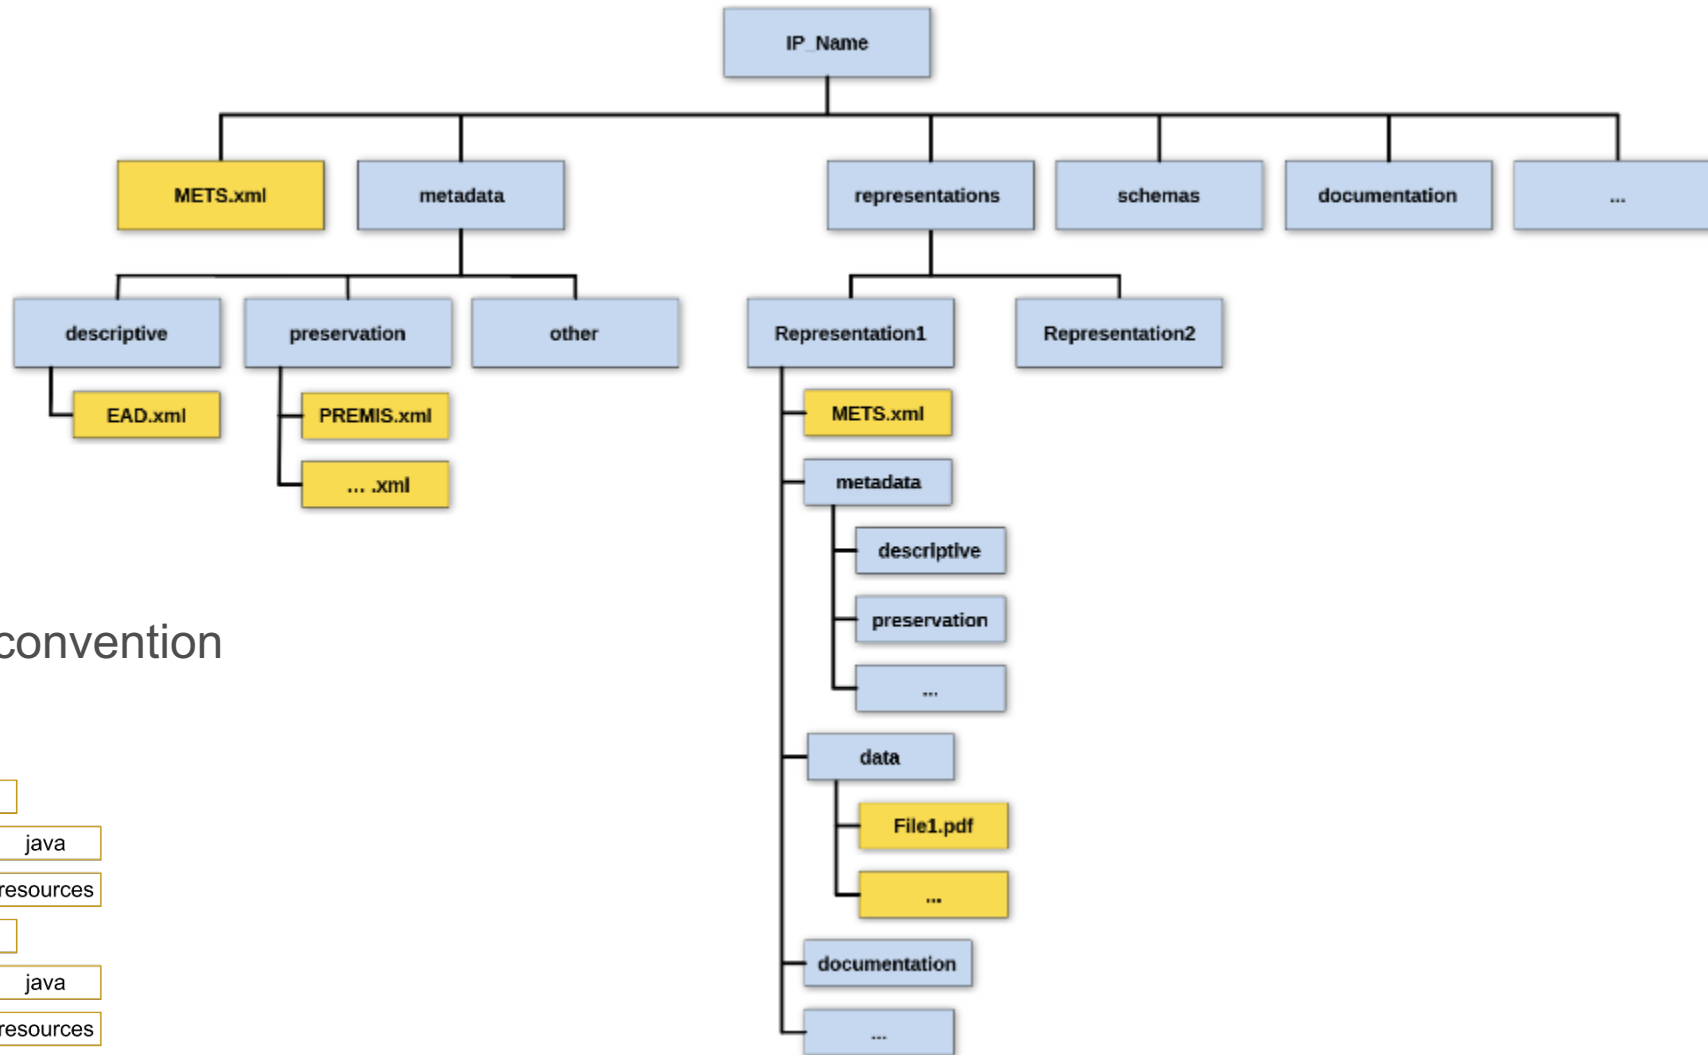 IP_Name
METS.xml
metadata
representations
schemas
documentation
...
descriptive
preservation
other
Representation1
Representation2
EAD.xml
PREMIS.xml
... .xml
METS.xml
metadata
descriptive
preservation
...
data
File1.pdf
...
documentation
...
convention
java
resources
java
resources